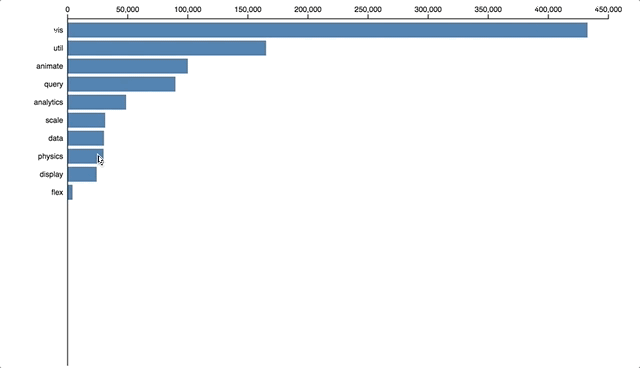 0 50,000 100,000 150,000 200,000 250,000 300,000 350,000 400,000 450,000
vis
util
animate
query
analytics
scale
data
physics
display
flex